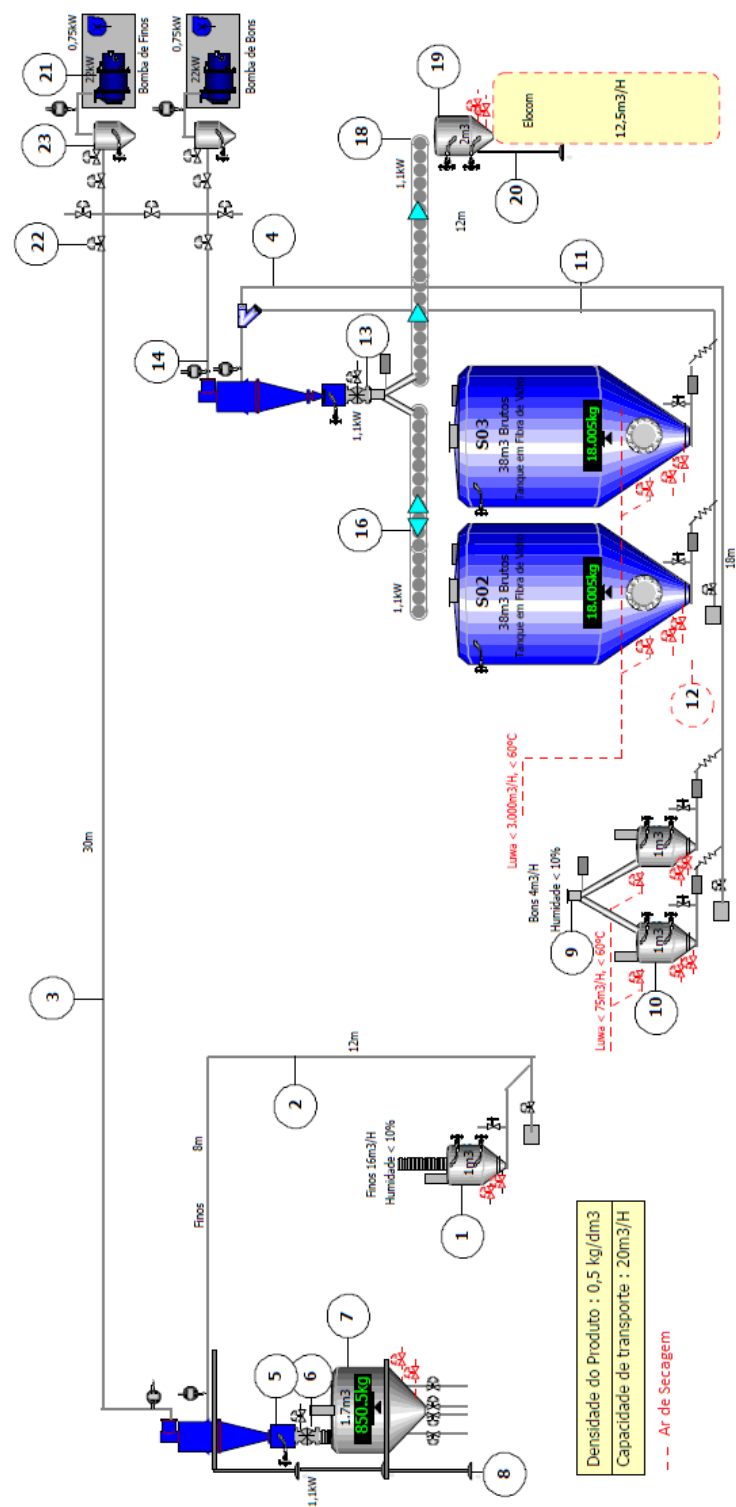 0,75kW
22kW
Bomba de Finos
21
23
0,75kW
22kW
Bomba de Bons
22
4
14
30m
3
19
2m3
Elocom
12,5m3/H
20
18
1,1kW
12m
11
13
1,1kW
16
1,1kW
S03
38m3 Brutos
Tanque em Fibra de Vidro
18.005kg
S02
38m3 Brutos
Tanque em Fibra de Vidro
18.005kg
18m
12
Luwa < 3.000m3/H, < 60ºC
Bons 4m3/H
Humidade < 10%
9
1m3
1m3
10
Luwa < 75m3/H, < 60ºC
12m
2
8m
Finos
Finos 16m3/H
Humidade < 10%
1m3
1
5
6
7
1.7m3
850.5kg
1,1kW
8
Densidade do Produto : 0,5 kg/dm3
Capacidade de transporte : 20m3/H
Ar de Secagem